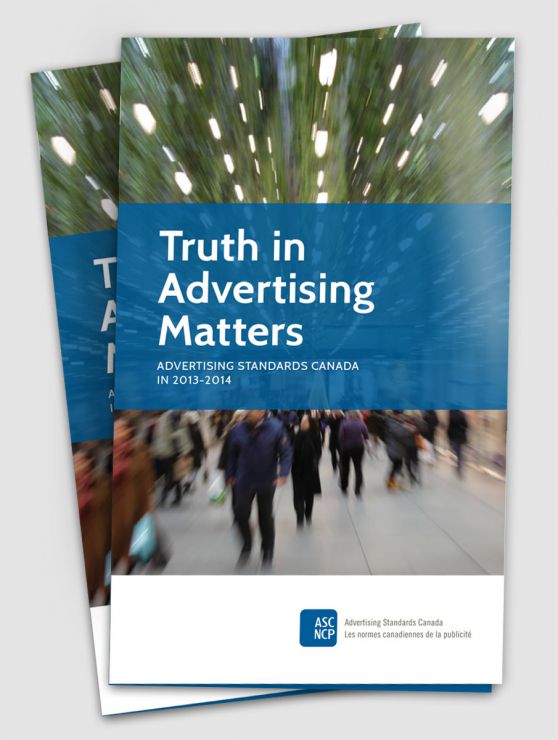 Truth in
Advertising
Matters
ADVERTISING STANDARDS CANADA
IN 2013-2014
ASC
NCP
Advertising Standards Canada
Les normes canadiennes de la publicité
T
A